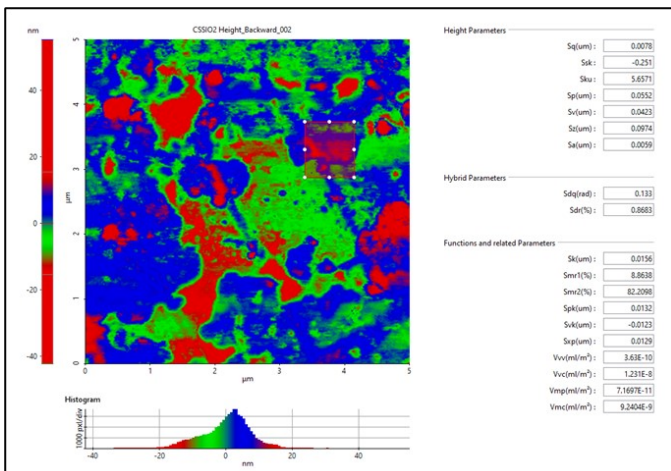 CSSIO2 Height_Backward_002
nm
40
20
0
-20
-40
5
4
3
2
1
0
µm
0 1 2 3 4 5
µm
Histogram
1000 pxl/div
-40 -20 0 20 40
nm
Height Parameters
Sq(um) : 0.0078
Ssk : -0.251
Sku : 5.6571
Sp(um) : 0.0552
Sv(um) : 0.0423
Sz(um) : 0.0974
Sa(um) : 0.0059
Hybrid Parameters
Sdq(rad) : 0.133
Sdr(%) : 0.8683
Functions and related Parameters
Sk(um) : 0.0156
Smr1(%) : 8.8638
Smr2(%) : 82.2098
Spk(um) : 0.0132
Svk(um) : -0.0123
Sxp(um) : 0.0129
Vvv(ml/m²) : 3.63E-10
Vvc(ml/m²) : 1.231E-8
Vmp(ml/m²) : 7.1697E-11
Vmc(ml/m²) : 9.2404E-9